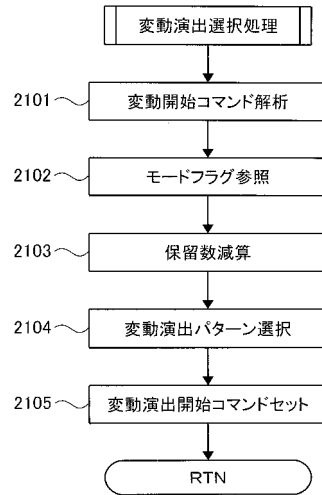 変動演出選択処理
2101
変動開始コマンド解析
2102
モードフラグ参照
2103
保留数減算
2104
変動演出パターン選択
2105
変動演出開始コマンドセット
RTN